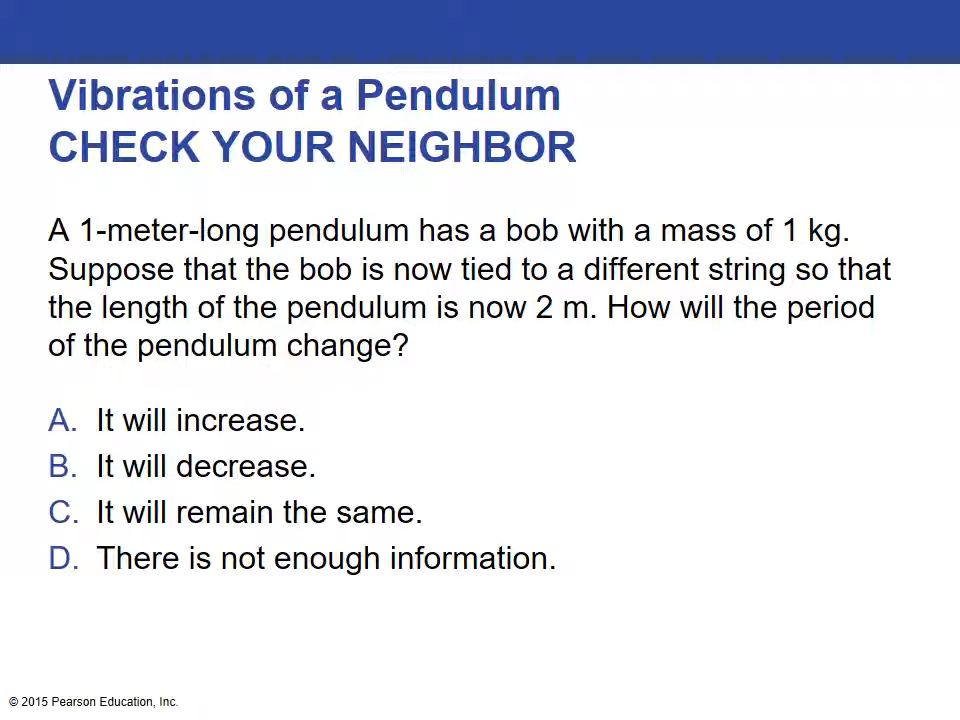 Vibrations of a Pendulum
CHECK YOUR NEIGHBOR
A 1-meter-long pendulum has a bob with a mass of 1 kg.
Suppose that the bob is now tied to a different string so that
the length of the pendulum is now 2 m. How will the period
of the pendulum change?
A. It will increase.
B. It will decrease.
C. It will remain the same.
D. There is not enough information.
© 2015 Pearson Education, Inc.